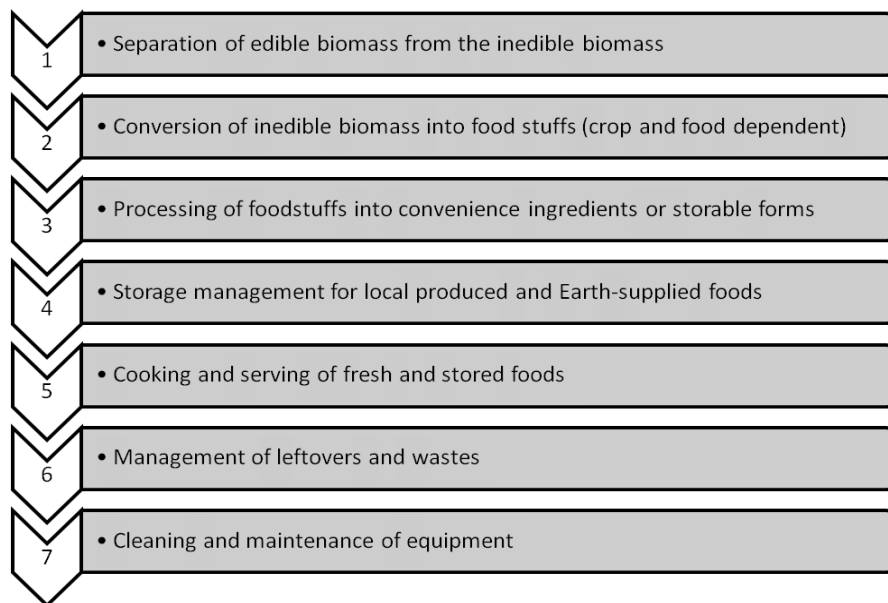 1 • Separation of edible biomass from the inedible biomass
2 • Conversion of inedible biomass into food stuffs (crop and food dependent)
3 • Processing of foodstuffs into convenience ingredients or storable forms
4 • Storage management for local produced and Earth-supplied foods
5 • Cooking and serving of fresh and stored foods
6 • Management of leftovers and wastes
7 • Cleaning and maintenance of equipment